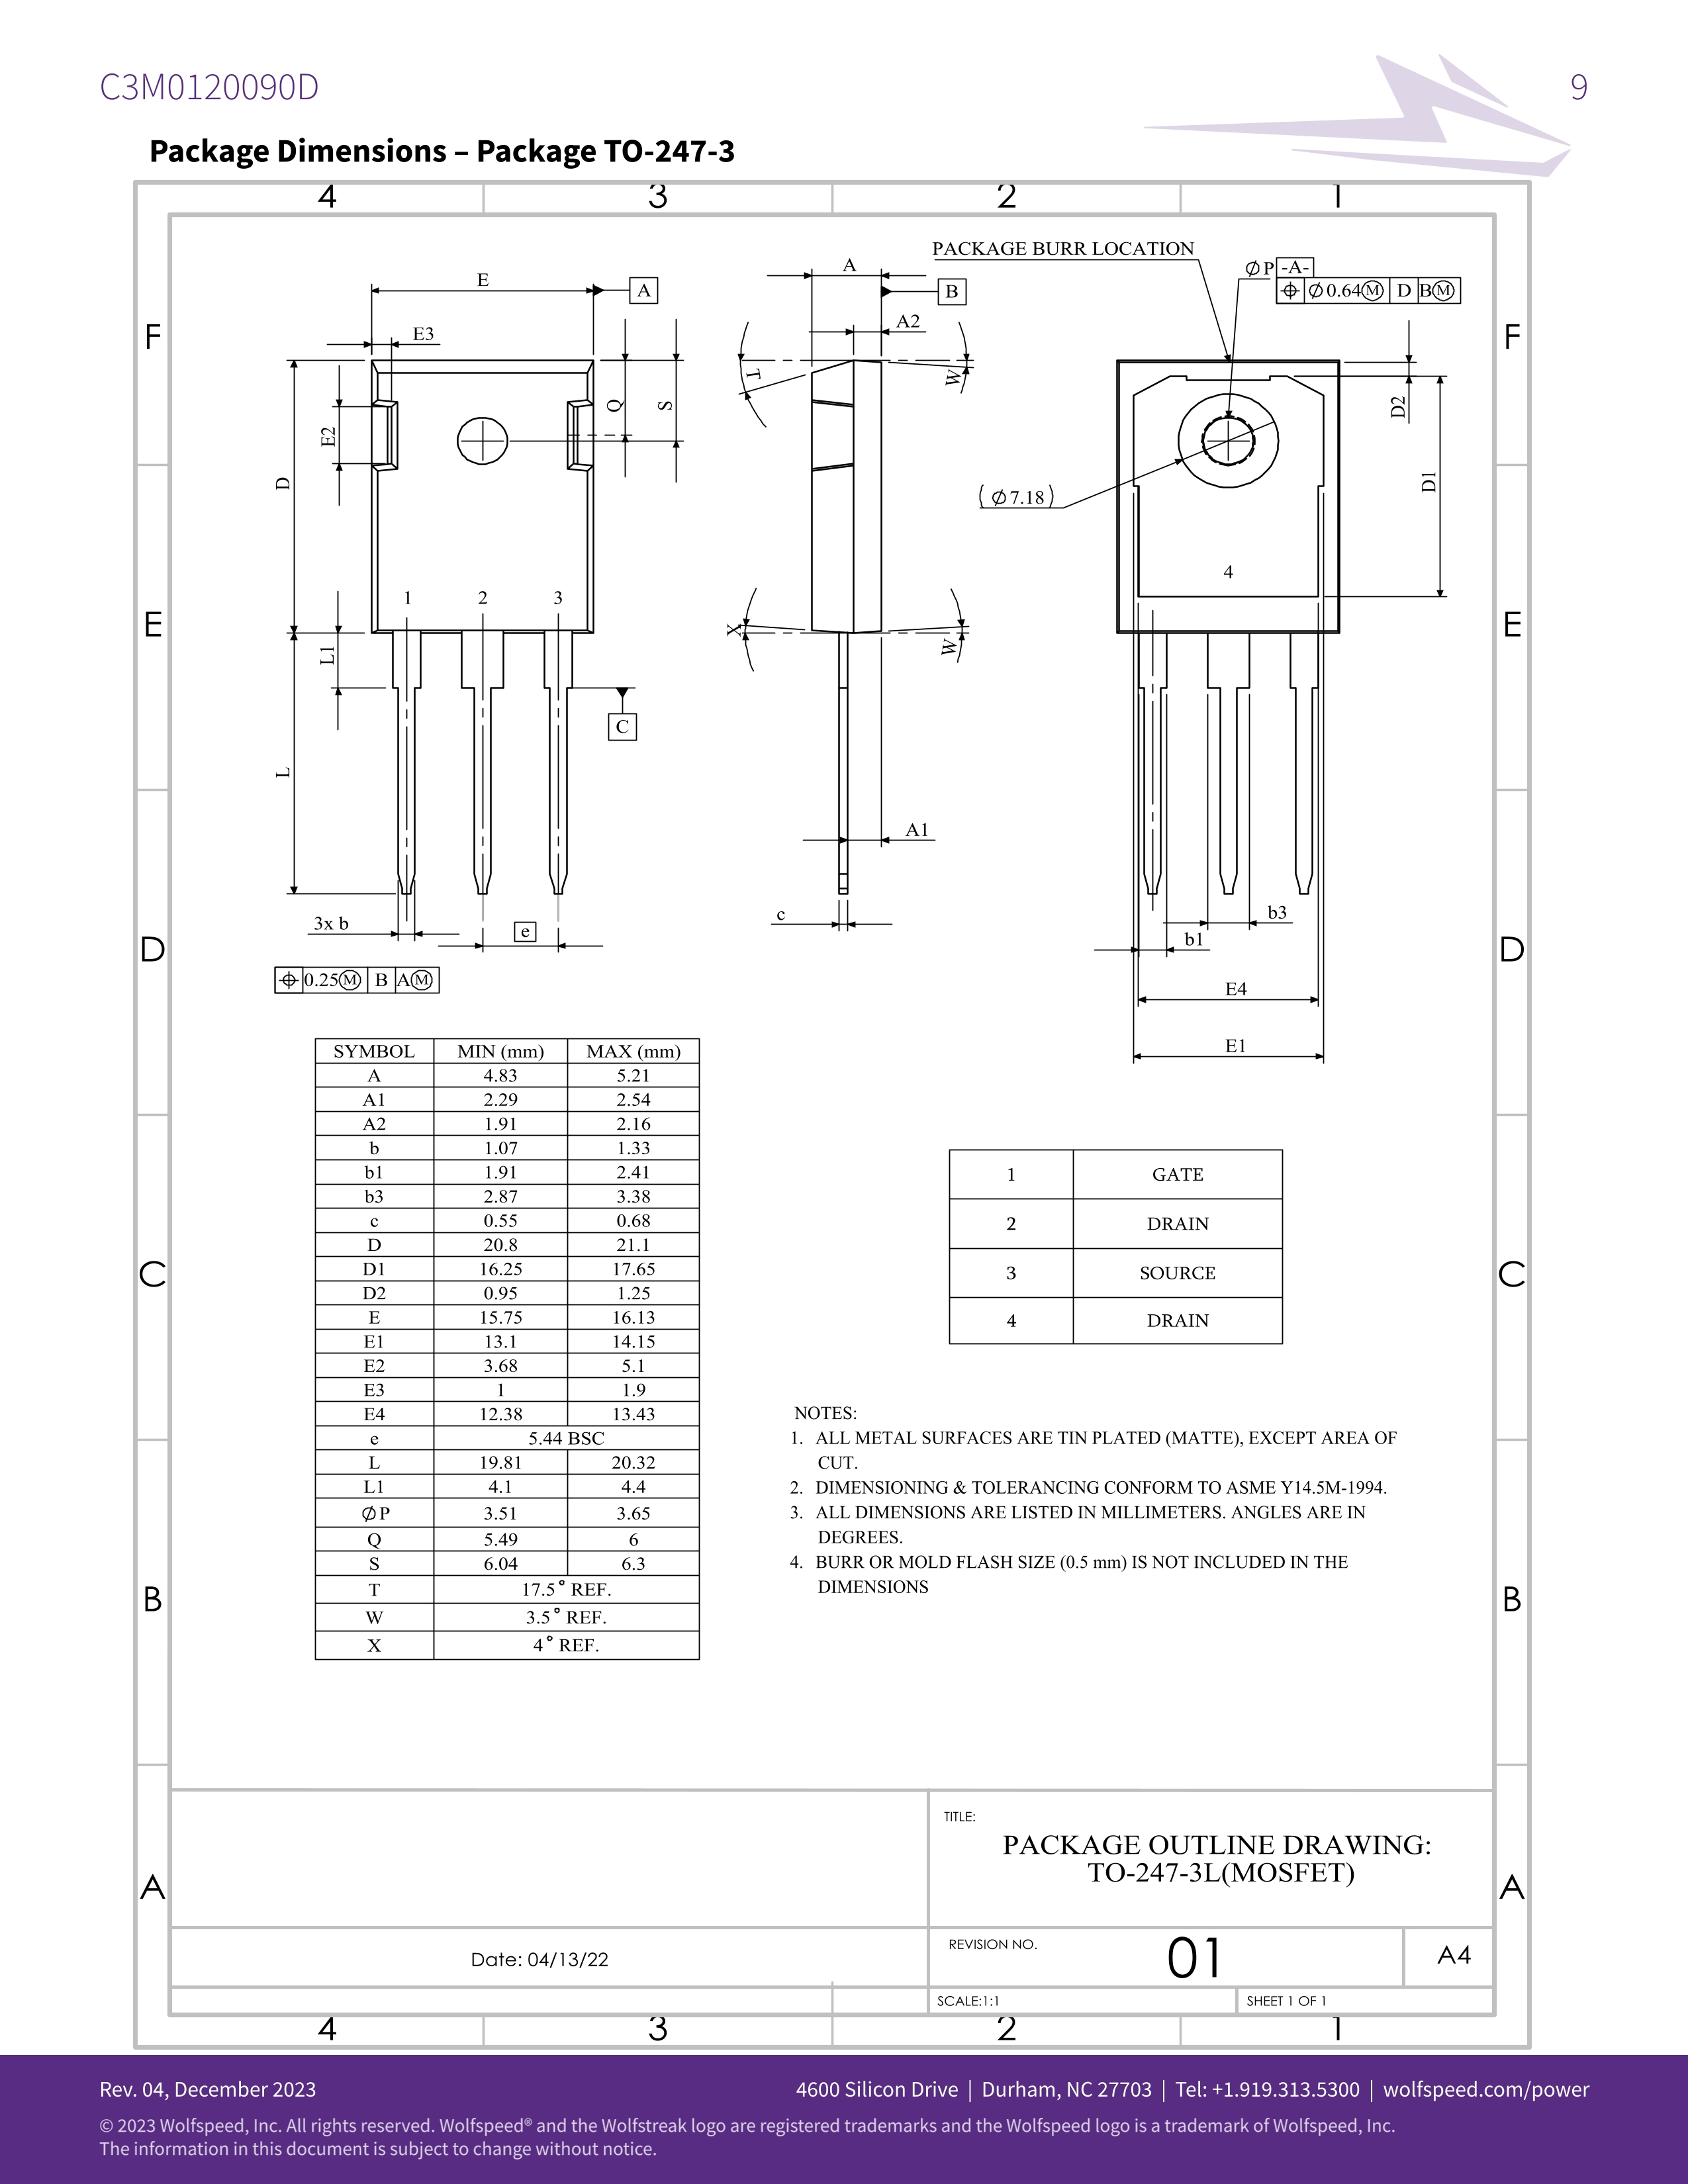 C3M0120090D
9
Package Dimensions – Package TO-247-3
4 3 2 1
PACKAGE BURR LOCATION
E
A
A
B
A2
E3
ØP -A-
Ø0.64Ⓜ D BⓂ
F
F
T
W
Q
S
D2
E2
D
D1
(Ø7.18)
4
1 2 3
E
E
X
W
L1
C
L
A1
c
3x b
e
b3
b1
D
D
0.25Ⓜ B AⓂ
E4
E1
SYMBOL MIN (mm) MAX (mm)
A 4.83 5.21
A1 2.29 2.54
A2 1.91 2.16
b 1.07 1.33
b1 1.91 2.41
b3 2.87 3.38
c 0.55 0.68
D 20.8 21.1
D1 16.25 17.65
D2 0.95 1.25
E 15.75 16.13
E1 13.1 14.15
E2 3.68 5.1
E3 1 1.9
E4 12.38 13.43
e 5.44 BSC
L 19.81 20.32
L1 4.1 4.4
ØP 3.51 3.65
Q 5.49 6
S 6.04 6.3
T 17.5° REF.
W 3.5° REF.
X 4° REF.
1 GATE
2 DRAIN
3 SOURCE
4 DRAIN
C
C
NOTES:
1. ALL METAL SURFACES ARE TIN PLATED (MATTE), EXCEPT AREA OF
CUT.
2. DIMENSIONING & TOLERANCING CONFORM TO ASME Y14.5M-1994.
3. ALL DIMENSIONS ARE LISTED IN MILLIMETERS. ANGLES ARE IN
DEGREES.
4. BURR OR MOLD FLASH SIZE (0.5 mm) IS NOT INCLUDED IN THE
DIMENSIONS
B
B
TITLE:
PACKAGE OUTLINE DRAWING:
TO-247-3L(MOSFET)
A
A
Date: 04/13/22
REVISION NO.
01
A4
SCALE:1:1
SHEET 1 OF 1
4 3 2 1
Rev. 04, December 2023
4600 Silicon Drive | Durham, NC 27703 | Tel: +1.919.313.5300 | wolfspeed.com/power
© 2023 Wolfspeed, Inc. All rights reserved. Wolfspeed® and the Wolfstreak logo are registered trademarks and the Wolfspeed logo is a trademark of Wolfspeed, Inc.
The information in this document is subject to change without notice.